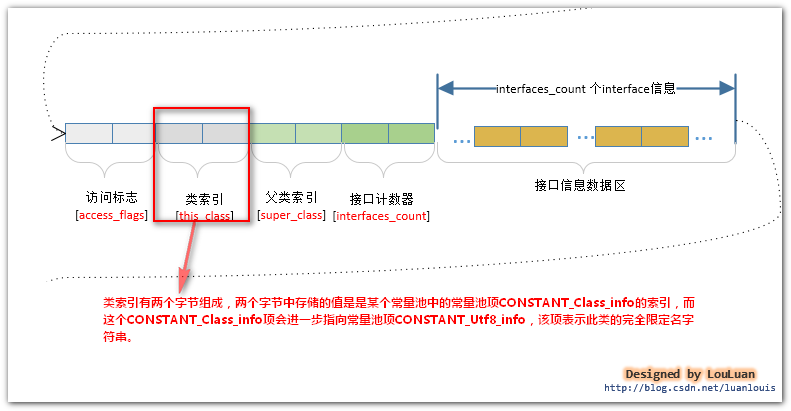 interfaces_count 个interface信息
... ... ...
访问标志 类索引 父类索引 接口计数器 接口信息数据区
[access_flags] [this_class] [super_class] [interfaces_count]
类索引有两个字节组成，两个字节中存储的值是是某个常量池中的常量池项CONSTANT_Class_info的索引，而
这个CONSTANT_Class_info项会进一步指向常量池项CONSTANT_Utf8_info，该项表示此类的完全限定名字
符串。
Designed by LouLuan
http://blog.csdn.net/luanlouis